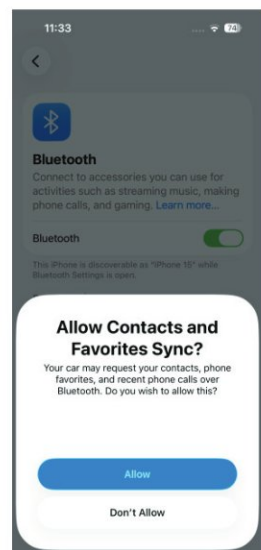 11:33
74
Bluetooth
Connect to accessories you can use for
activities such as streaming music, making
phone calls, and gaming. Learn more...
Bluetooth
This iPhone is discoverable as "iPhone 15" while
Bluetooth Settings is open.
Allow Contacts and
Favorites Sync?
Your car may request your contacts, phone
favorites, and recent phone calls over
Bluetooth. Do you wish to allow this?
Allow
Don't Allow